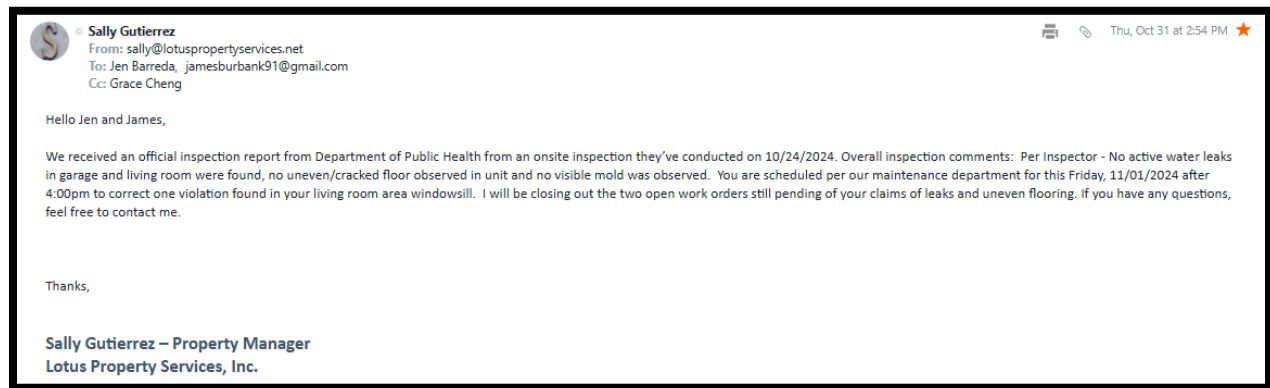 Sally Gutierrez
Thu, Oct 31 at 2:54 PM
From: sally@lotuspropertyservices.net
To: Jen Barreda, jamesburbank91@gmail.com
Cc: Grace Cheng
Hello Jen and James,
We received an official inspection report from Department of Public Health from an onsite inspection they’ve conducted on 10/24/2024. Overall inspection comments:  Per Inspector - No active water leaks
in garage and living room were found, no uneven/cracked floor observed in unit and no visible mold was observed.  You are scheduled per our maintenance department for this Friday, 11/01/2024 after
4:00pm to correct one violation found in your living room area windowsill.  I will be closing out the two open work orders still pending of your claims of leaks and uneven flooring. If you have any questions,
feel free to contact me.
Thanks,
Sally Gutierrez – Property Manager
Lotus Property Services, Inc.